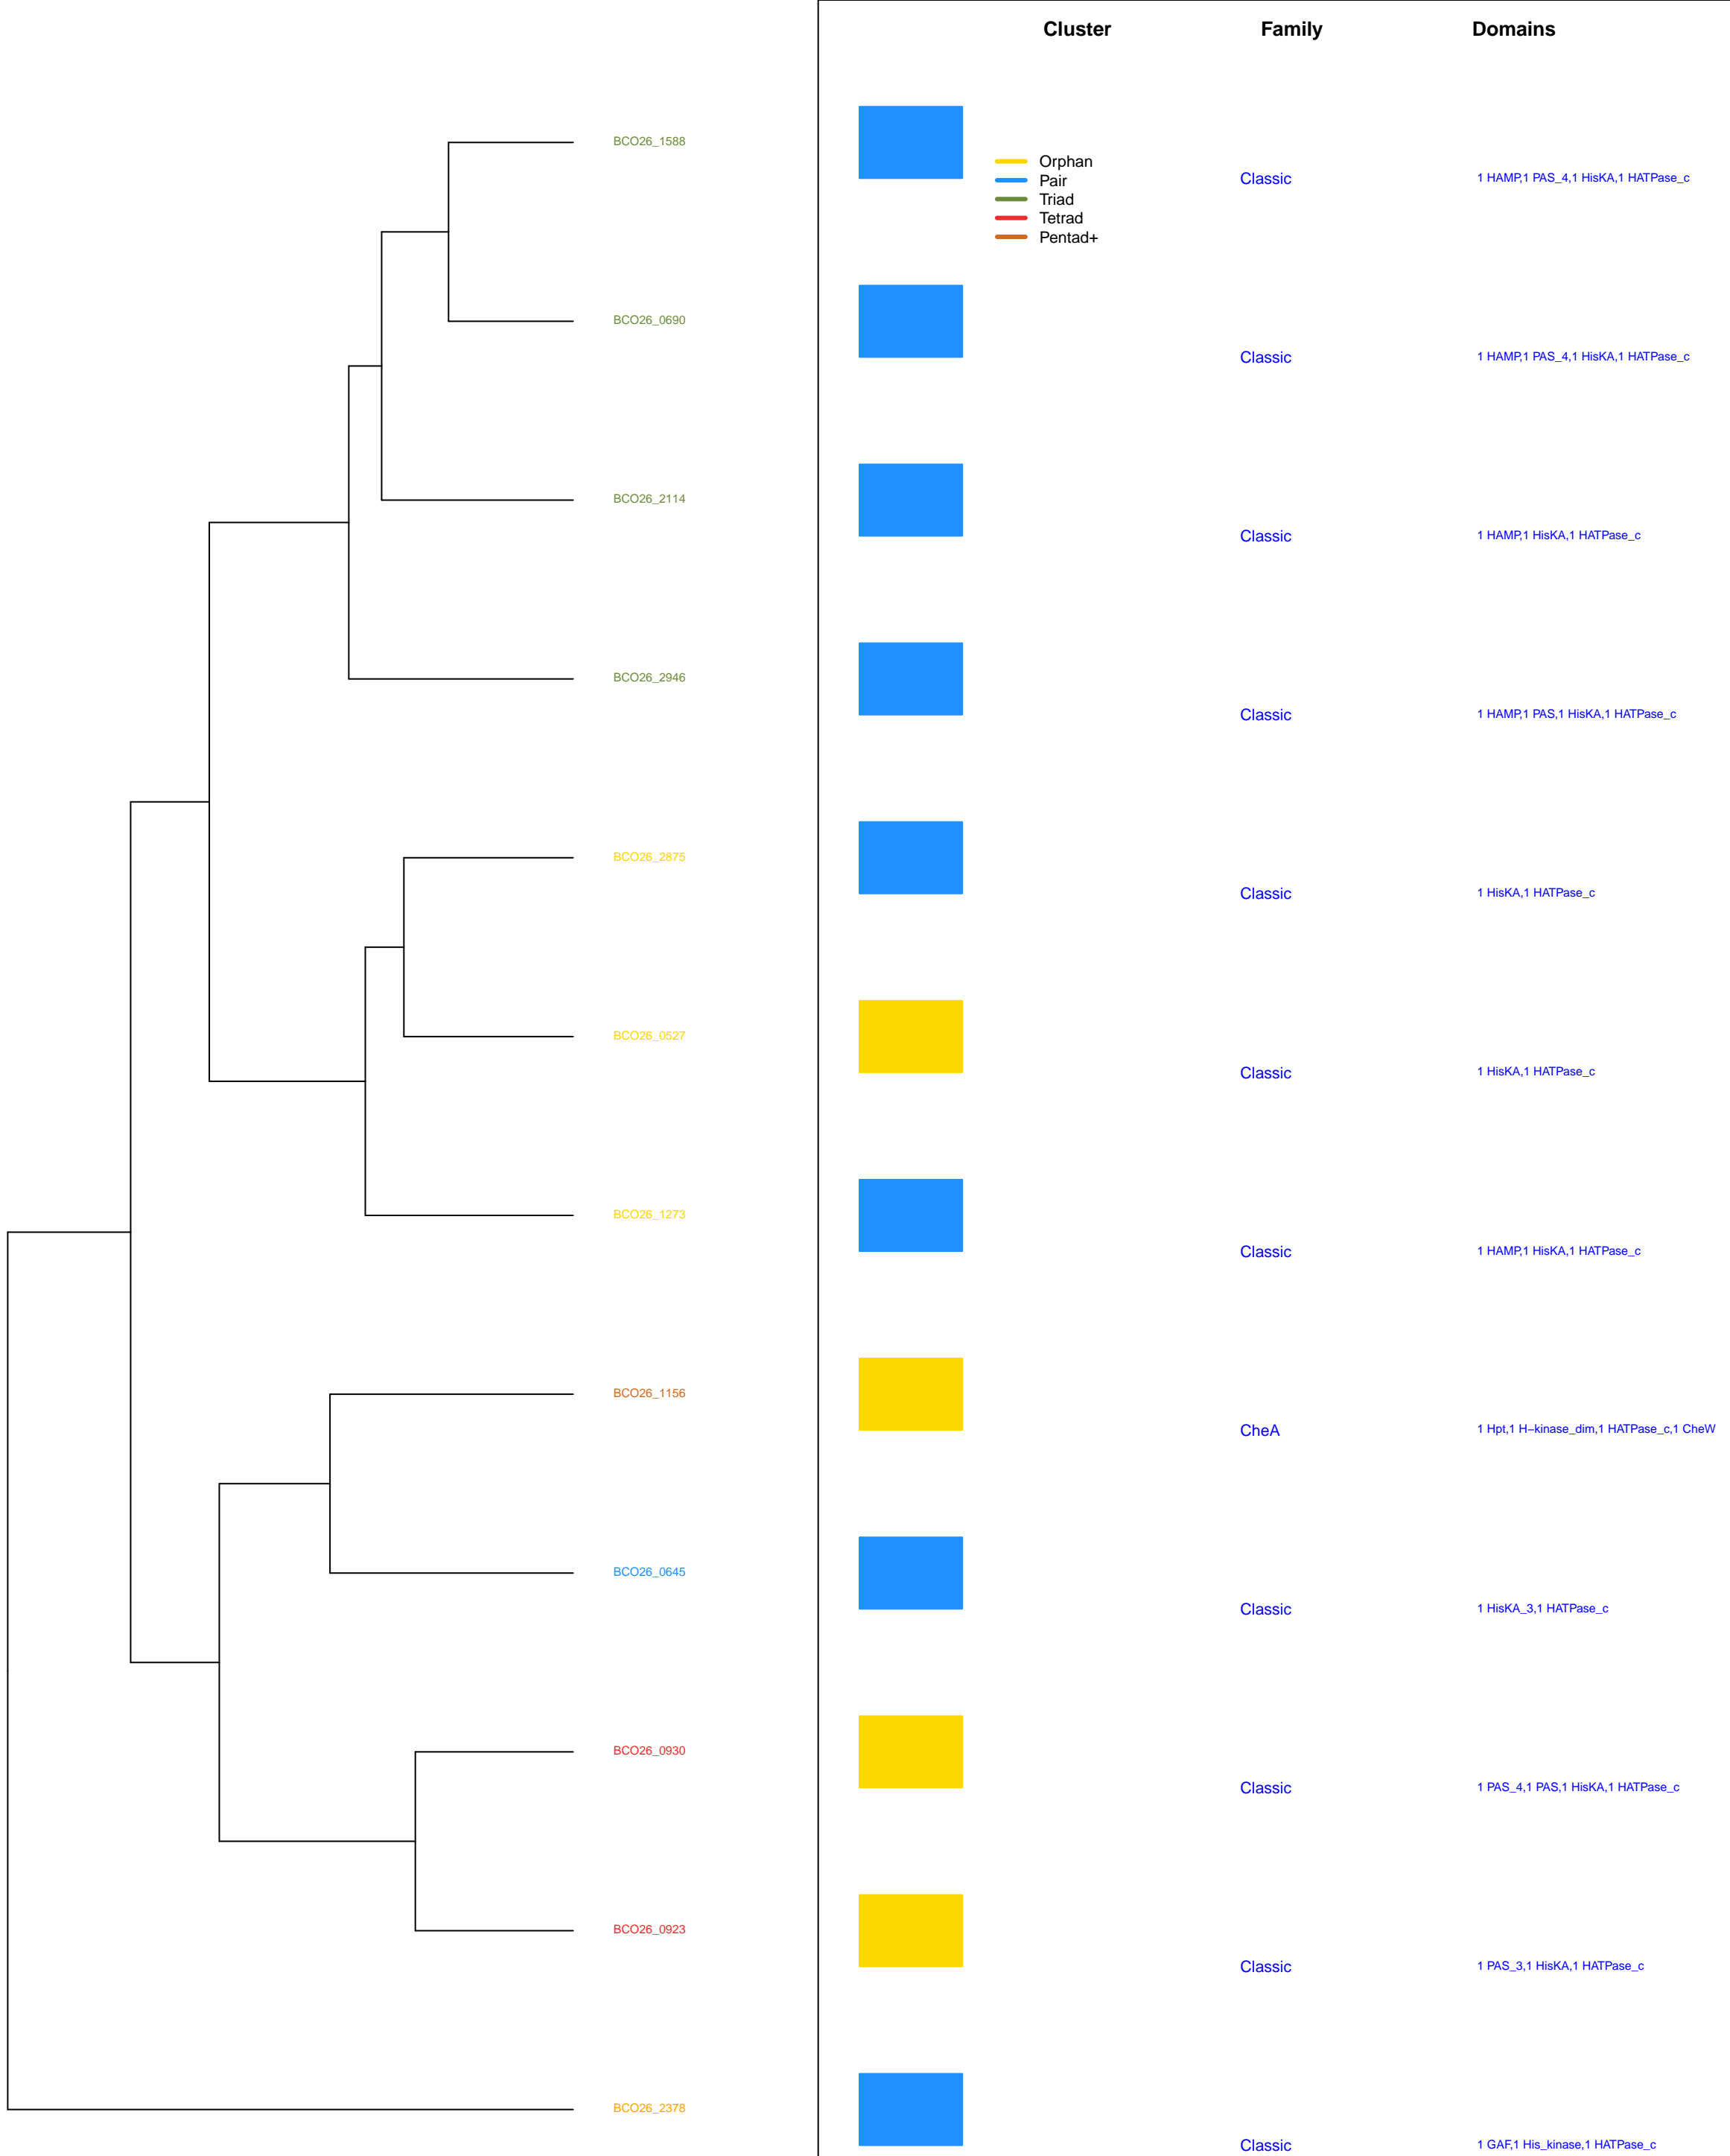 Cluster Family Domains
BCO26_1588
Orphan
Pair
Triad
Tetrad
Pentad+
Classic 1 HAMP,1 PAS_4,1 HisKA,1 HATPase_c
BCO26_0690
Classic 1 HAMP,1 PAS_4,1 HisKA,1 HATPase_c
BCO26_2114
Classic 1 HAMP,1 HisKA,1 HATPase_c
BCO26_2946
Classic 1 HAMP,1 PAS,1 HisKA,1 HATPase_c
BCO26_2875
Classic 1 HisKA,1 HATPase_c
BCO26_0527
Classic 1 HisKA,1 HATPase_c
BCO26_1273
Classic 1 HAMP,1 HisKA,1 HATPase_c
BCO26_1156
CheA 1 Hpt,1 H−kinase_dim,1 HATPase_c,1 CheW
BCO26_0645
Classic 1 HisKA_3,1 HATPase_c
BCO26_0930
Classic 1 PAS_4,1 PAS,1 HisKA,1 HATPase_c
BCO26_0923
Classic 1 PAS_3,1 HisKA,1 HATPase_c
BCO26_2378
Classic 1 GAF,1 His_kinase,1 HATPase_c